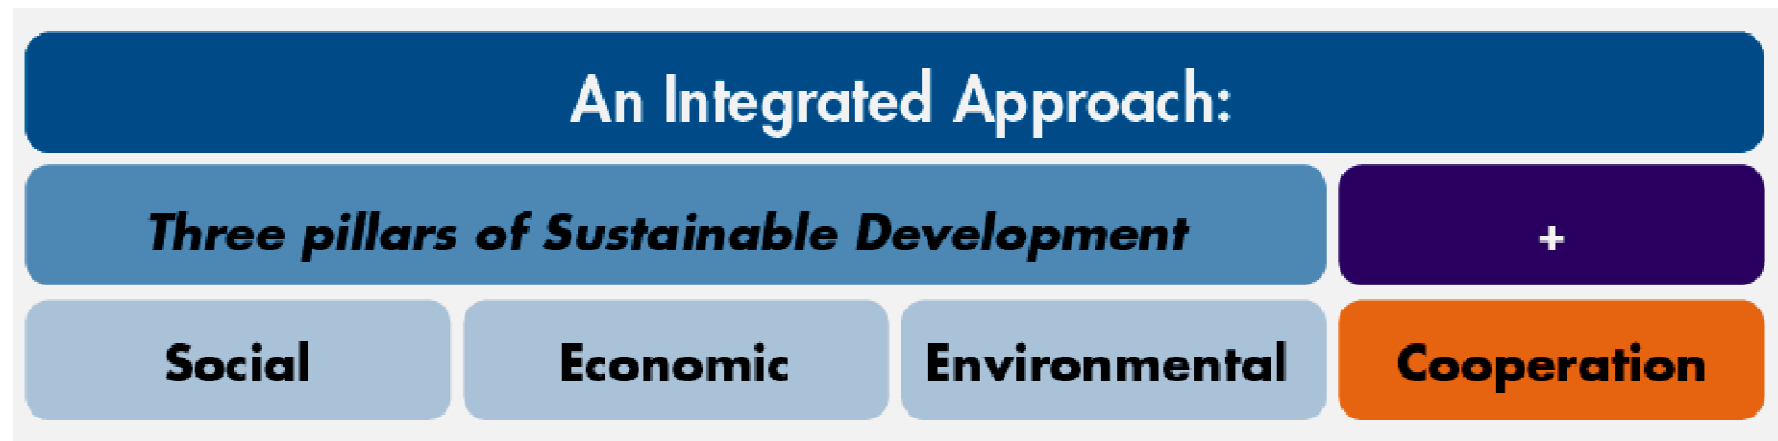 An Integrated Approach:
Three pillars of Sustainable Development
+
Social
Economic
Environmental
Cooperation